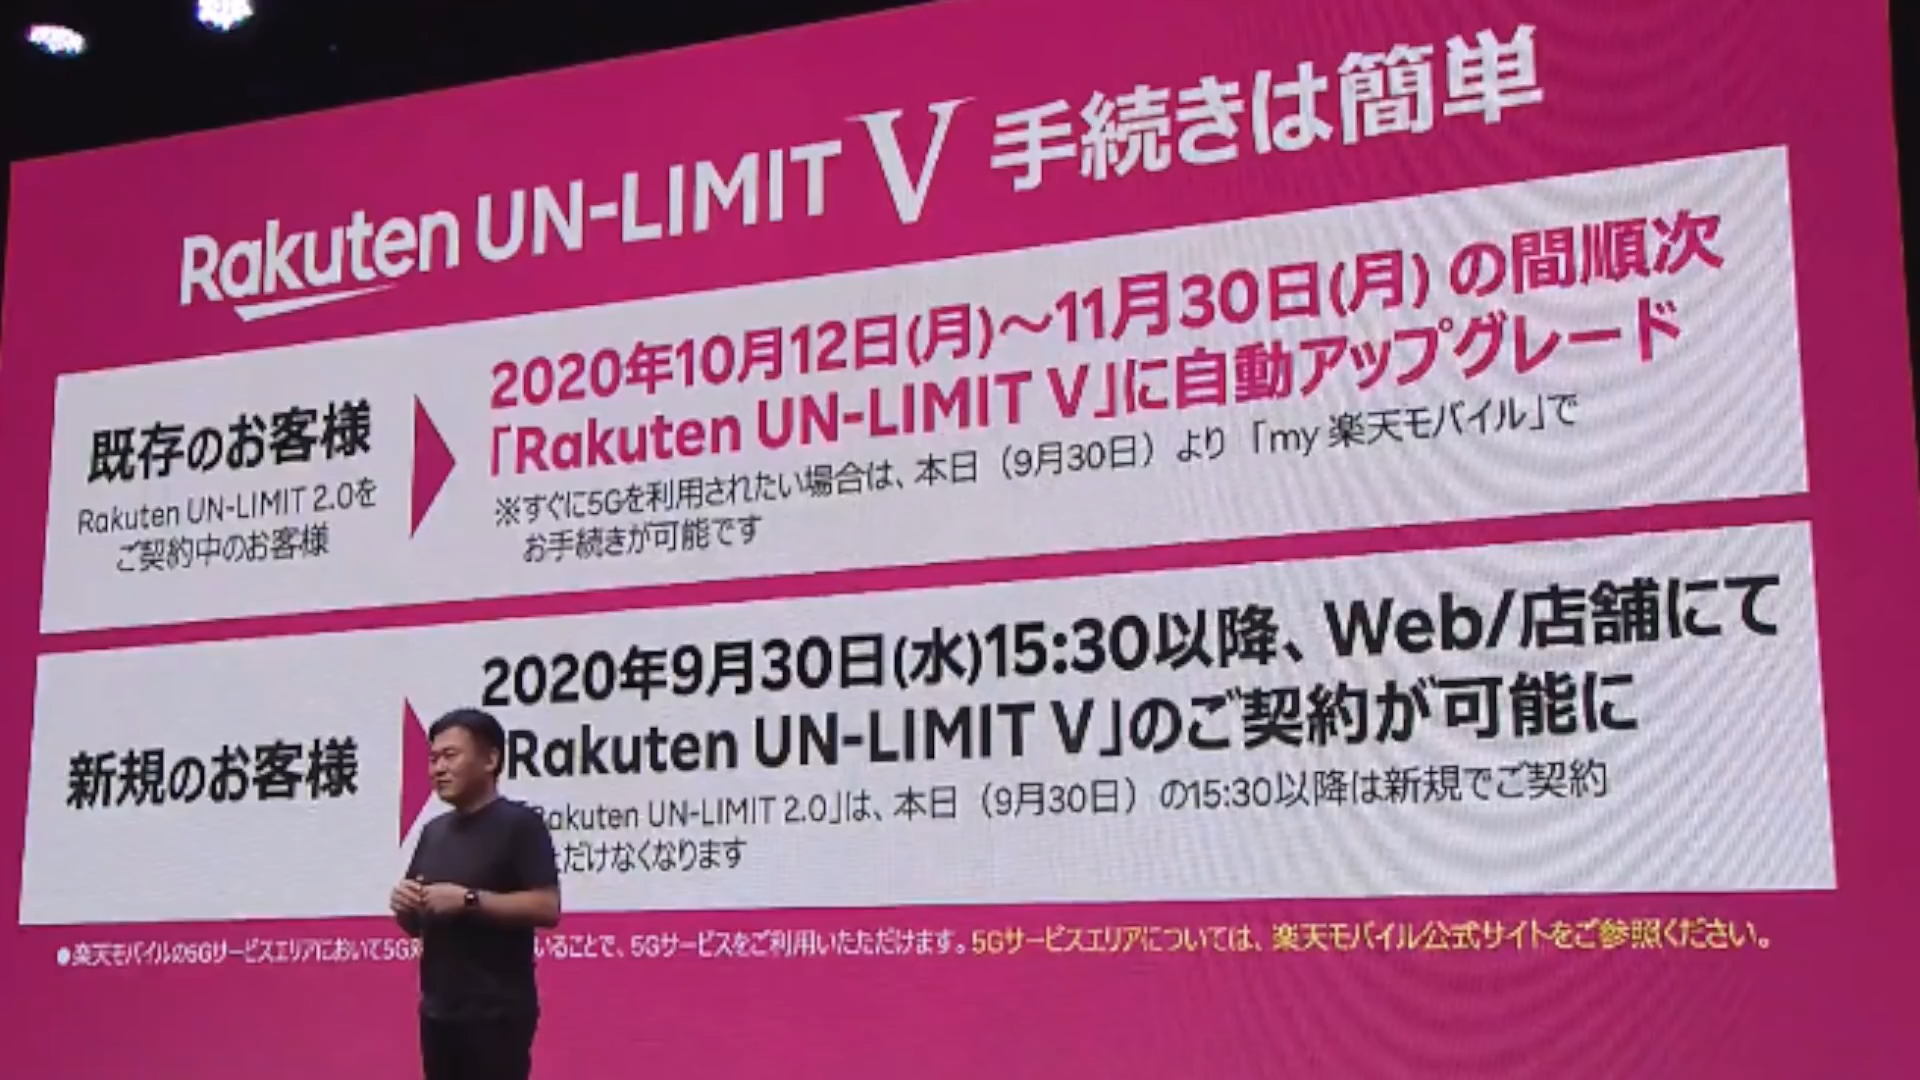 Rakuten UN-LIMIT V 手続きは簡単
既存のお客様
Rakuten UN-LIMIT 2.0を
ご契約中のお客様
2020年10月12日(月)～11月30日(月) の間順次
「Rakuten UN-LIMIT V」に自動アップグレード
※すぐに5Gを利用されたい場合は、本日（9月30日）より「my 楽天モバイル」で
お手続きが可能です
新規のお客様
2020年9月30日(水)15:30以降、Web/店舗にて
Rakuten UN-LIMIT V」のご契約が可能に
Rakuten UN-LIMIT 2.0」は、本日（9月30日）の15:30以降は新規でご契約
ただけなくなります
●楽天モバイルの5Gサービスエリアにおいて5G いることで、5Gサービスをご利用いただけます。5Gサービスエリアについては、楽天モバイル公式サイトをご参照ください。